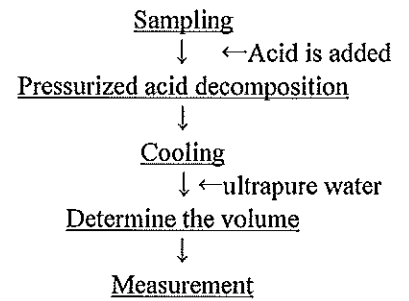 Sampling
↓ ←Acid is added
Pressurized acid decomposition
↓
Cooling
↓ ←ultrapure water
Determine the volume
↓
Measurement